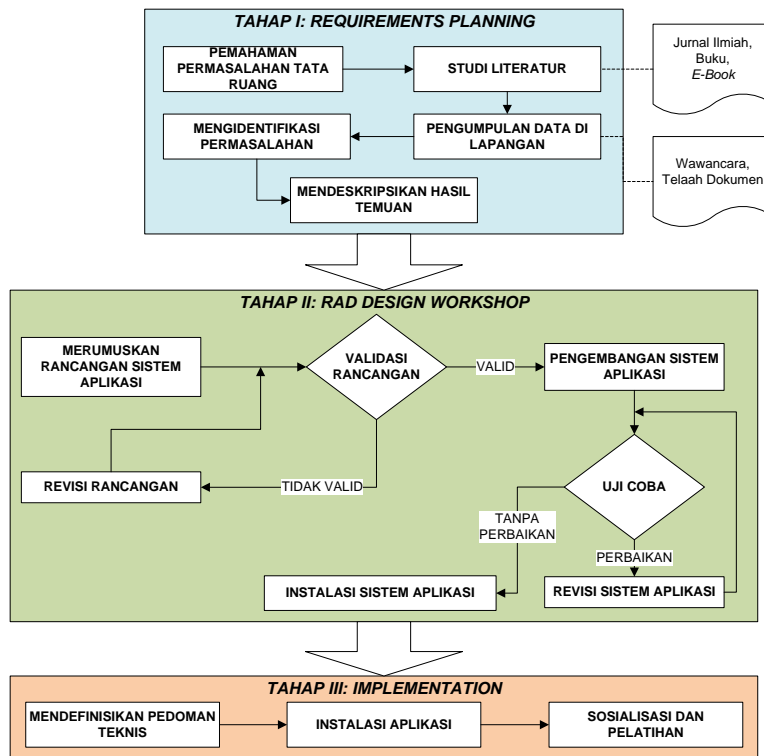 TAHAP I: REQUIREMENTS PLANNING
PEMAHAMAN
PERMASALAHAN TATA
RUANG
STUDI LITERATUR
Jurnal Ilmiah,
Buku,
E-Book
MENGIDENTIFIKASI
PERMASALAHAN
PENGUMPULAN DATA DI
LAPANGAN
Wawancara,
Telaah Dokumen
MENDESKRIPSIKAN HASIL
TEMUAN
TAHAP II: RAD DESIGN WORKSHOP
MERUMUSKAN
RANCANGAN SISTEM
APLIKASI
VALIDASI
RANCANGAN
VALID
PENGEMBANGAN SISTEM
APLIKASI
REVISI RANCANGAN
TIDAK VALID
UJI COBA
TANPA
PERBAIKAN
PERBAIKAN
INSTALASI SISTEM APLIKASI
REVISI SISTEM APLIKASI
TAHAP III: IMPLEMENTATION
MENDEFINISIKAN PEDOMAN
TEKNIS
INSTALASI APLIKASI
SOSIALISASI DAN
PELATIHAN